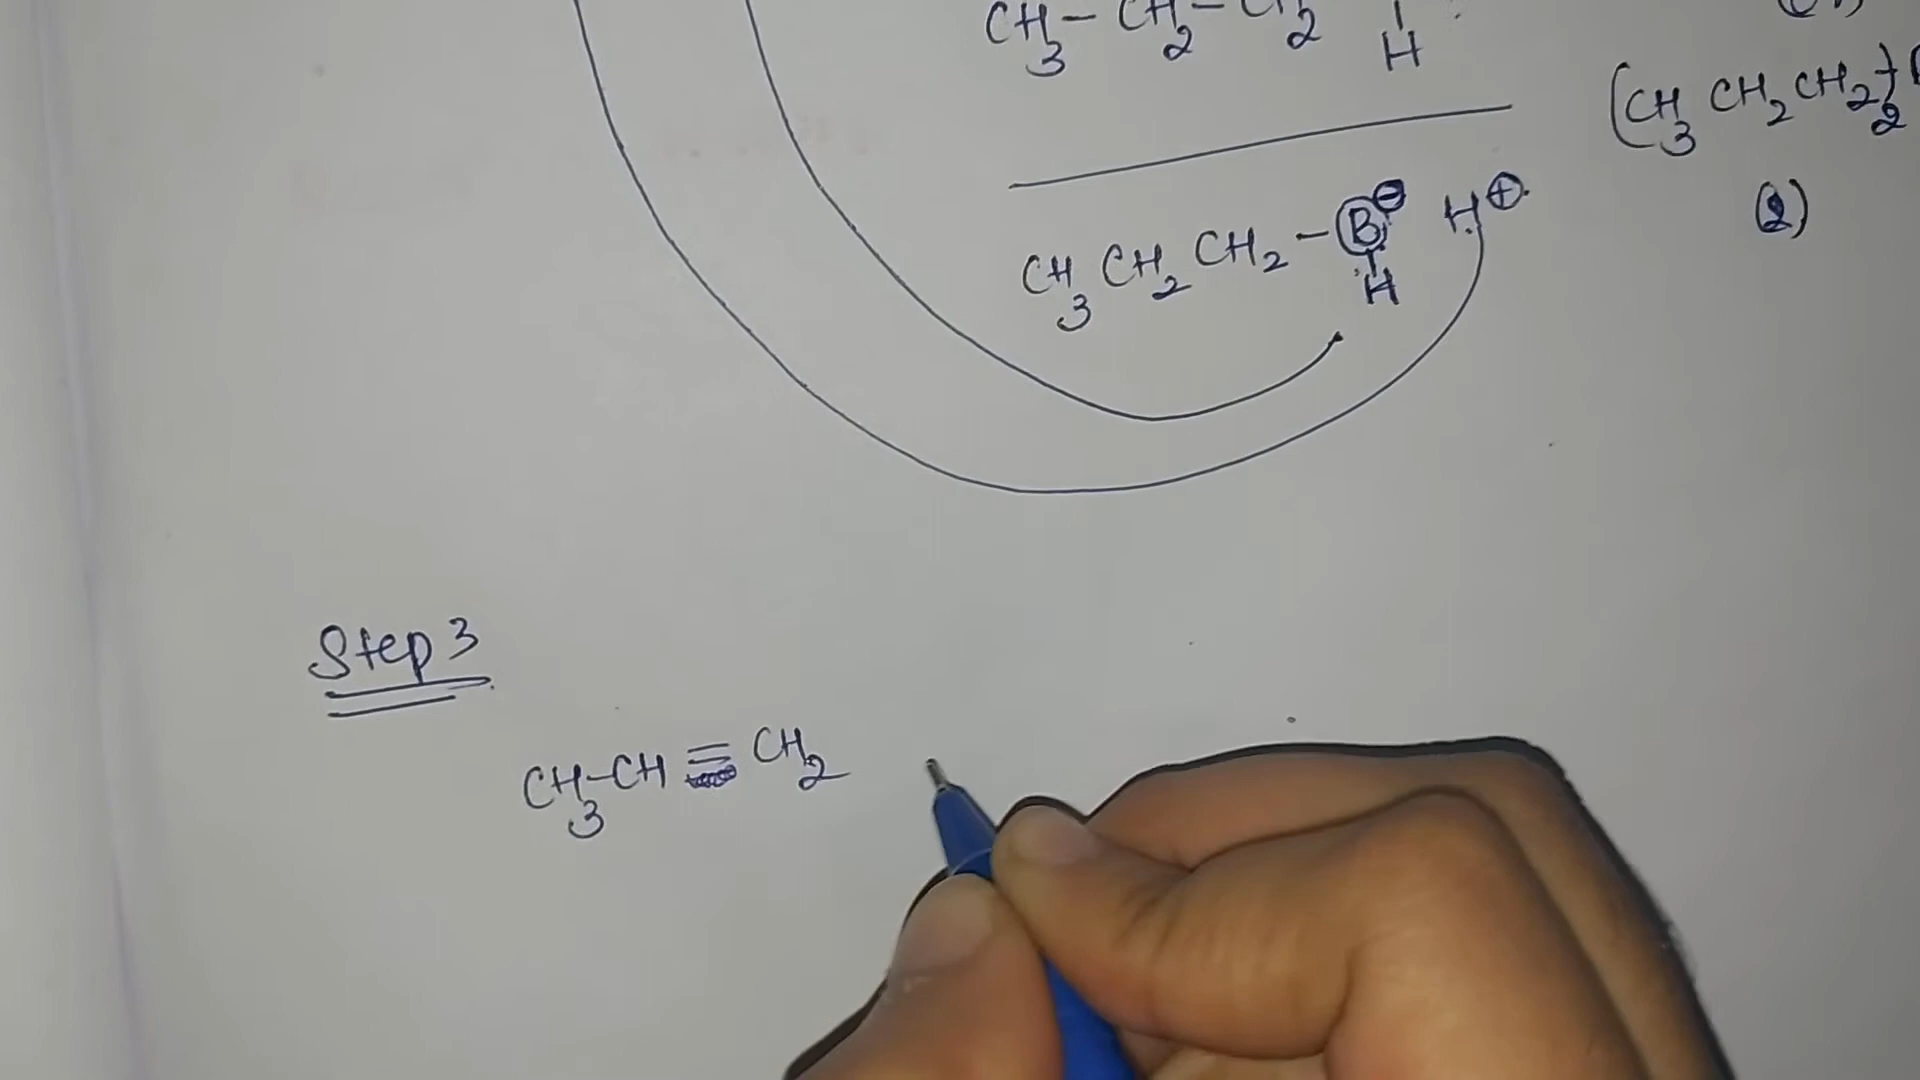 CH3 – CH2 – CH2 H
(CH3 CH2 CH2)2
CH3 CH2 CH2 – B⊖ H⊕
H
(2)
Step 3
CH3–CH = CH2